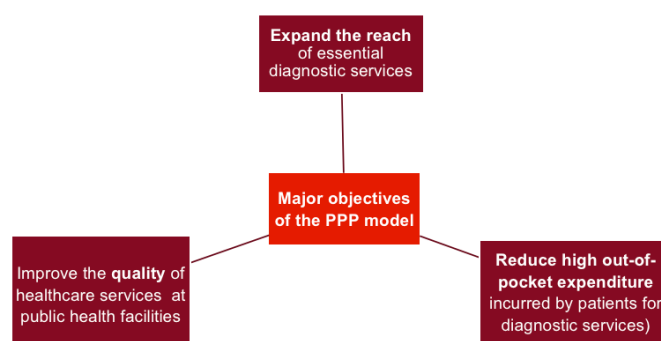 Expand the reach
of essential
diagnostic services
Major objectives
of the PPP model
Improve the quality of
healthcare services at
public health facilities
Reduce high out-of-
pocket expenditure
incurred by patients for
diagnostic services)